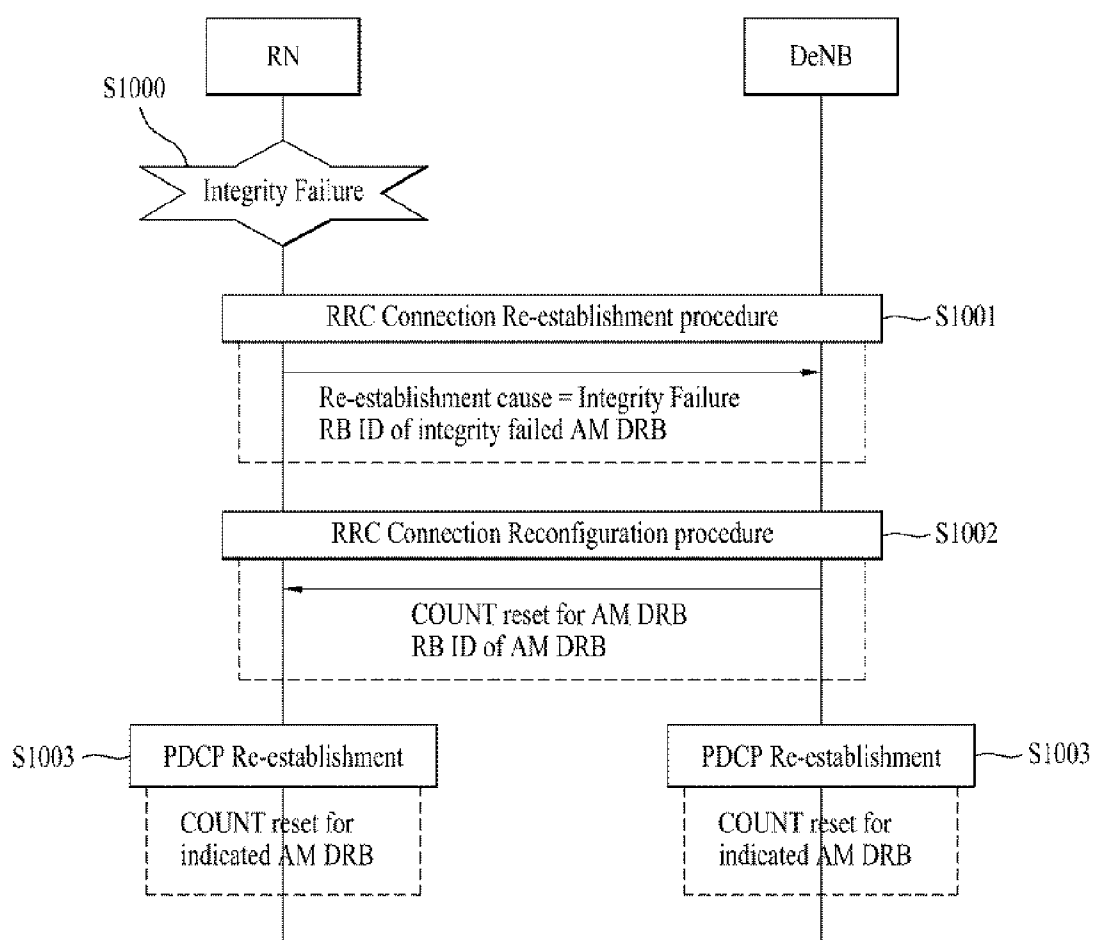 RN
DeNB
S1000
Integrity Failure
RRC Connection Re-establishment procedure
S1001
Re-establishment cause = Integrity Failure
RB ID of integrity failed AM DRB
RRC Connection Reconfiguration procedure
S1002
COUNT reset for AM DRB
RB ID of AM DRB
S1003
PDCP Re-establishment
PDCP Re-establishment
S1003
COUNT reset for
indicated AM DRB
COUNT reset for
indicated AM DRB